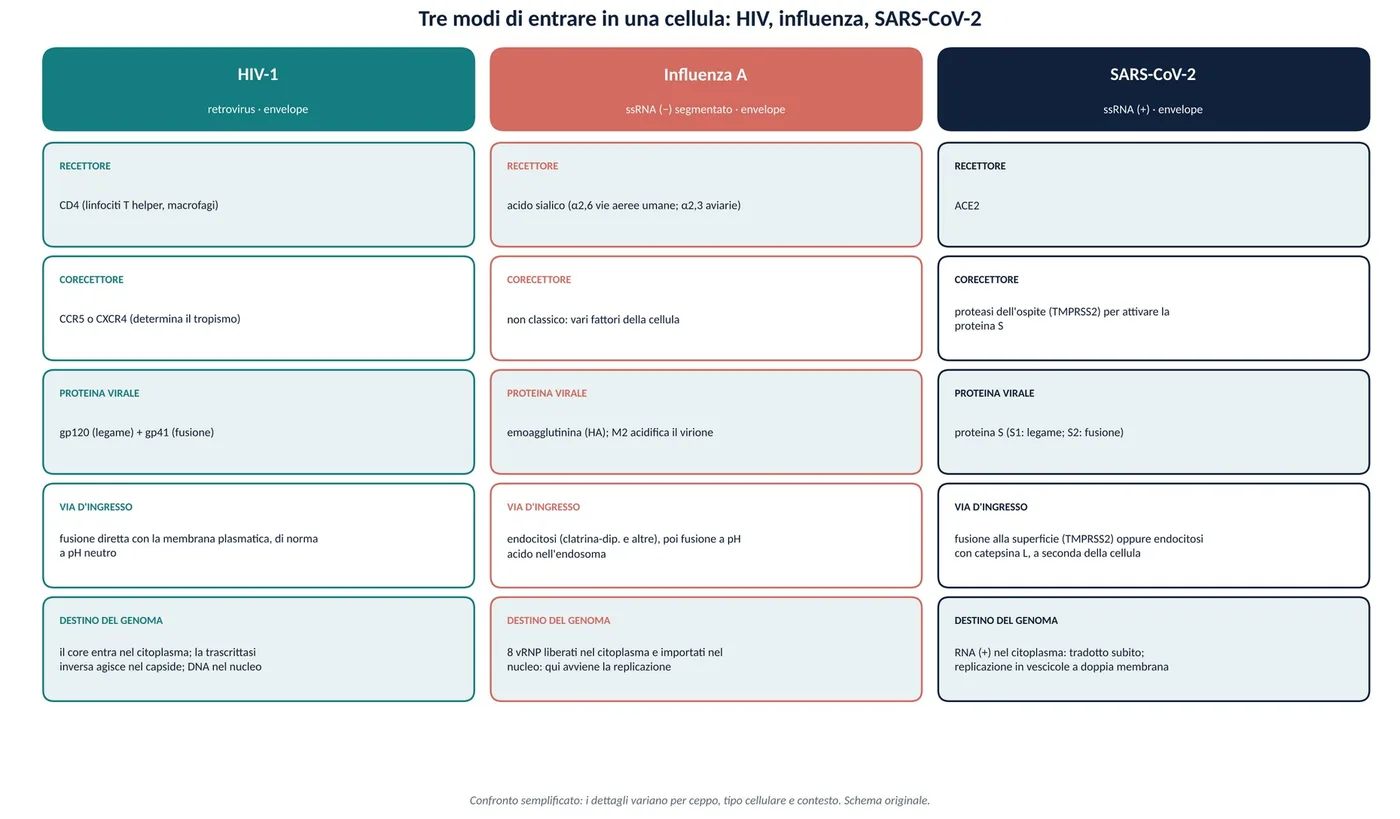 Tre modi di entrare in una cellula: HIV, influenza, SARS-CoV-2
HIV-1
retrovirus · envelope
RECETTORE
CD4 (linfociti T helper, macrofagi)
CORECETTORE
CCR5 o CXCR4 (determina il tropismo)
PROTEINA VIRALE
gp120 (legame) + gp41 (fusione)
VIA D'INGRESSO
fusione diretta con la membrana plasmatica, di norma
a pH neutro
DESTINO DEL GENOMA
il core entra nel citoplasma; la trascrittasi
inversa agisce nel capside; DNA nel nucleo
Influenza A
ssRNA (−) segmentato · envelope
RECETTORE
acido sialico (α2,6 vie aeree umane; α2,3 aviarie)
CORECETTORE
non classico: vari fattori della cellula
PROTEINA VIRALE
emoagglutinina (HA); M2 acidifica il virione
VIA D'INGRESSO
endocitosi (clatrina-dip. e altre), poi fusione a pH
acido nell'endosoma
DESTINO DEL GENOMA
8 vRNP liberati nel citoplasma e importati nel
nucleo: qui avviene la replicazione
SARS-CoV-2
ssRNA (+) · envelope
RECETTORE
ACE2
CORECETTORE
proteasi dell'ospite (TMPRSS2) per attivare la
proteina S
PROTEINA VIRALE
proteina S (S1: legame; S2: fusione)
VIA D'INGRESSO
fusione alla superficie (TMPRSS2) oppure endocitosi
con catepsina L, a seconda della cellula
DESTINO DEL GENOMA
RNA (+) nel citoplasma: tradotto subito;
replicazione in vescicole a doppia membrana
Confronto semplificato: i dettagli variano per ceppo, tipo cellulare e contesto. Schema originale.